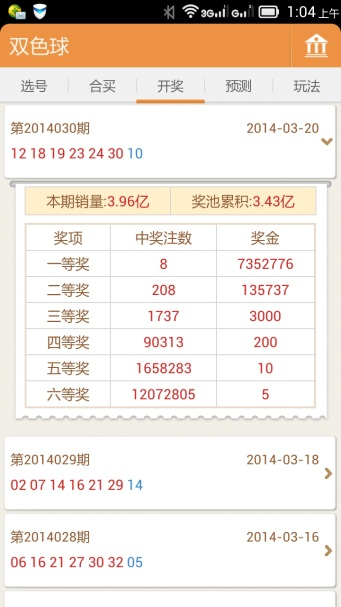 3G G 1:04 上午
双色球
选号 合买 开奖 预测 玩法
第2014030期 2014-03-20
12 18 19 23 24 30 10
本期销量:3.96亿 奖池累积:3.43亿
奖项 中奖注数 奖金
一等奖 8 7352776
二等奖 208 135737
三等奖 1737 3000
四等奖 90313 200
五等奖 1658283 10
六等奖 12072805 5
第2014029期 2014-03-18
02 07 14 16 21 29 14
第2014028期 2014-03-16
06 16 21 27 30 32 05